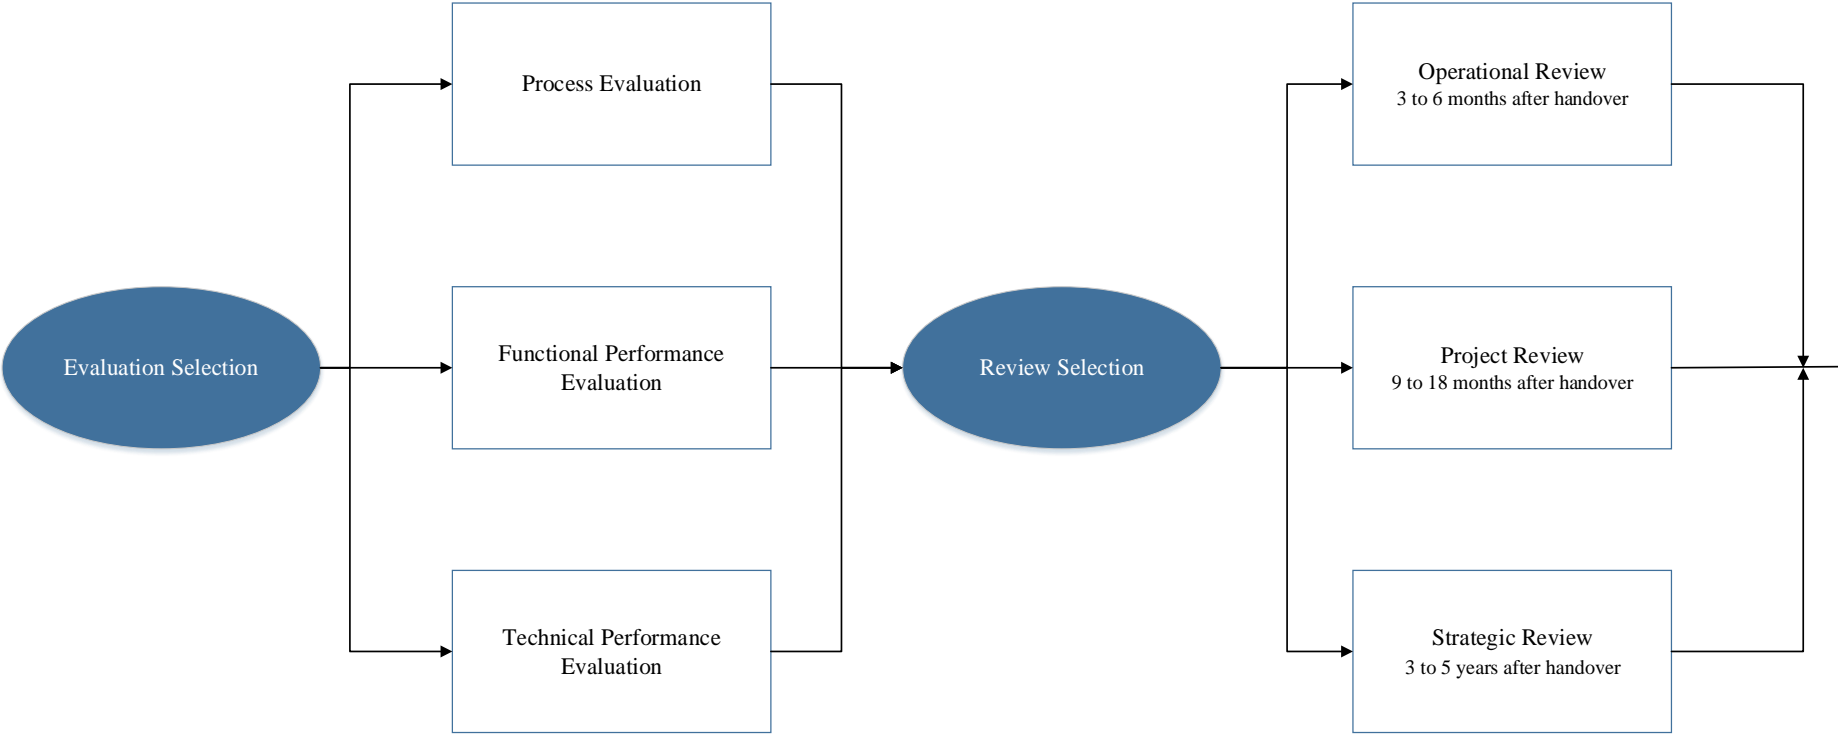 Evaluation Selection
Process Evaluation
Functional Performance
Evaluation
Technical Performance
Evaluation
Review Selection
Operational Review
3 to 6 months after handover
Project Review
9 to 18 months after handover
Strategic Review
3 to 5 years after handover